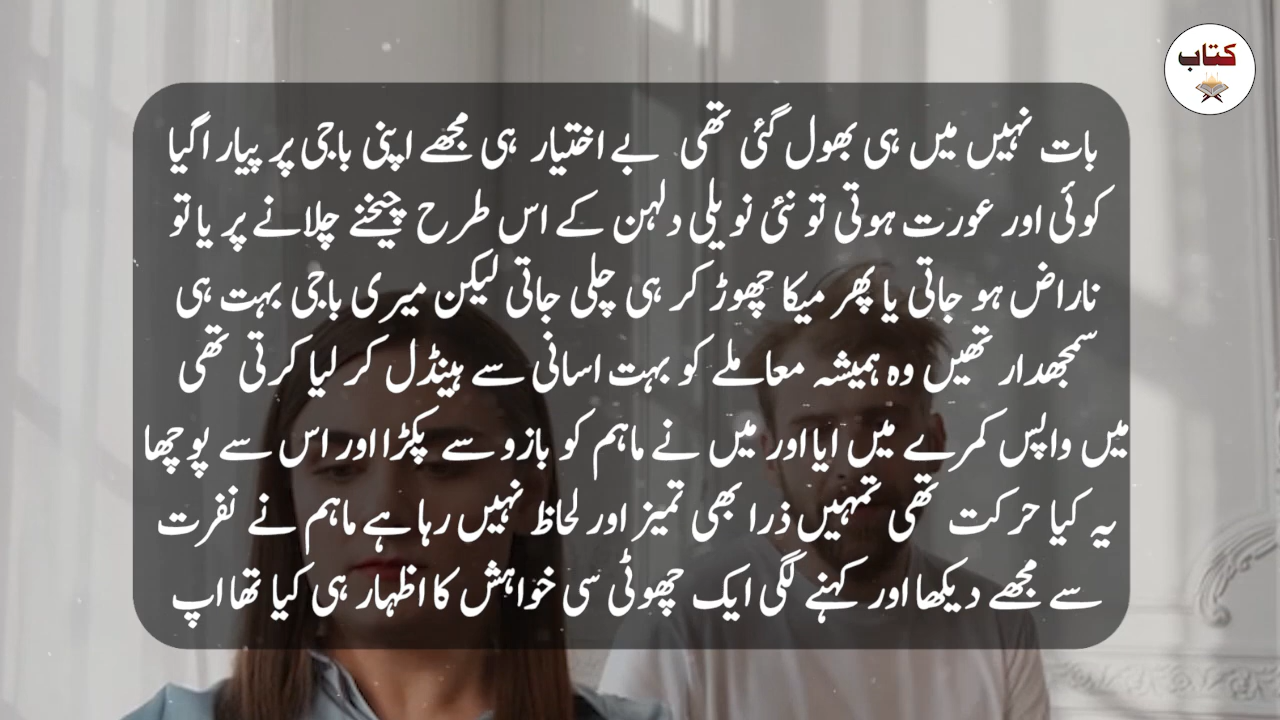 کتاب
بات نہیں میں ہی بھول گئی تھی بے اختیار ہی مجھے اپنی باجی پر پیار اگیا
کوئی اور عورت ہوتی تو نئی نویلی دلہن کے اس طرح چیخنے چلانے پر یا تو
ناراض ہو جاتی یا پھر میکا چھوڑ کر ہی چلی جاتی لیکن میری باجی بہت ہی
سمجھدار تھیں وہ ہمیشہ معاملے کو بہت اسانی سے ہینڈل کر لیا کرتی تھی
میں واپس کمرے میں ایا اور میں نے ماہم کو بازو سے پکڑا اور اس سے پوچھا
یہ کیا حرکت تھی تمہیں ذرا بھی تمیز اور لحاظ نہیں رہا ہے ماہم نے نفرت
سے مجھے دیکھا اور کہنے لگی ایک چھوٹی سی خواہش کا اظہار ہی کیا تھا اپ